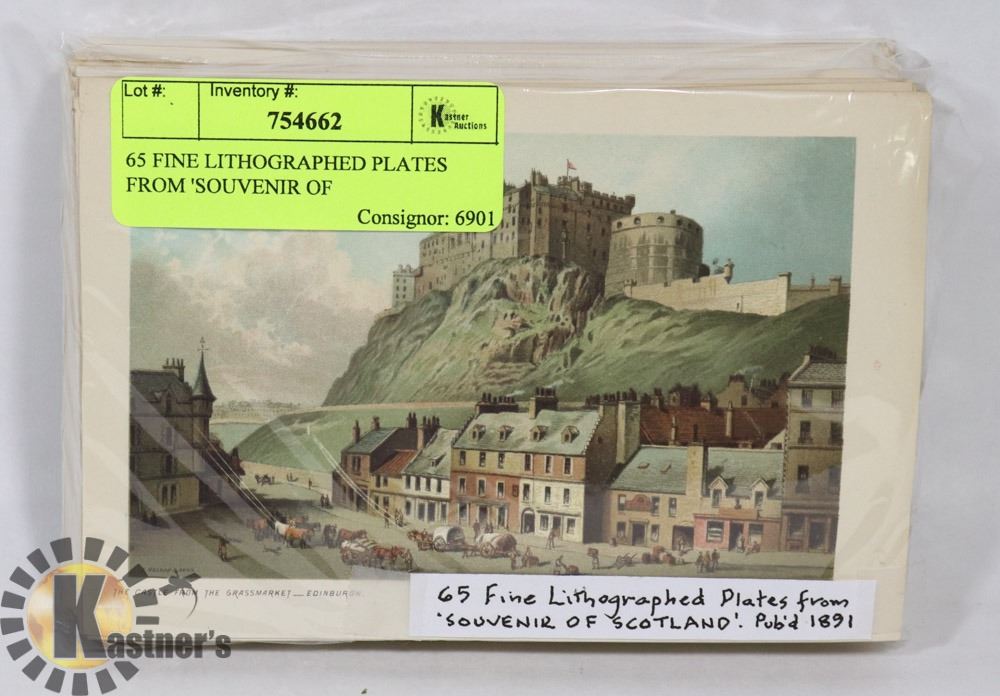 Lot #:
Inventory #:
754662
Kastner
Auctions
65 FINE LITHOGRAPHED PLATES
FROM 'SOUVENIR OF
Consignor: 6901
THE CASTLE FROM THE GRASSMARKET — EDINBURGH.
65 Fine Lithographed Plates from
'SOUVENIR OF SCOTLAND'. Pub'd 1891
Kastner's